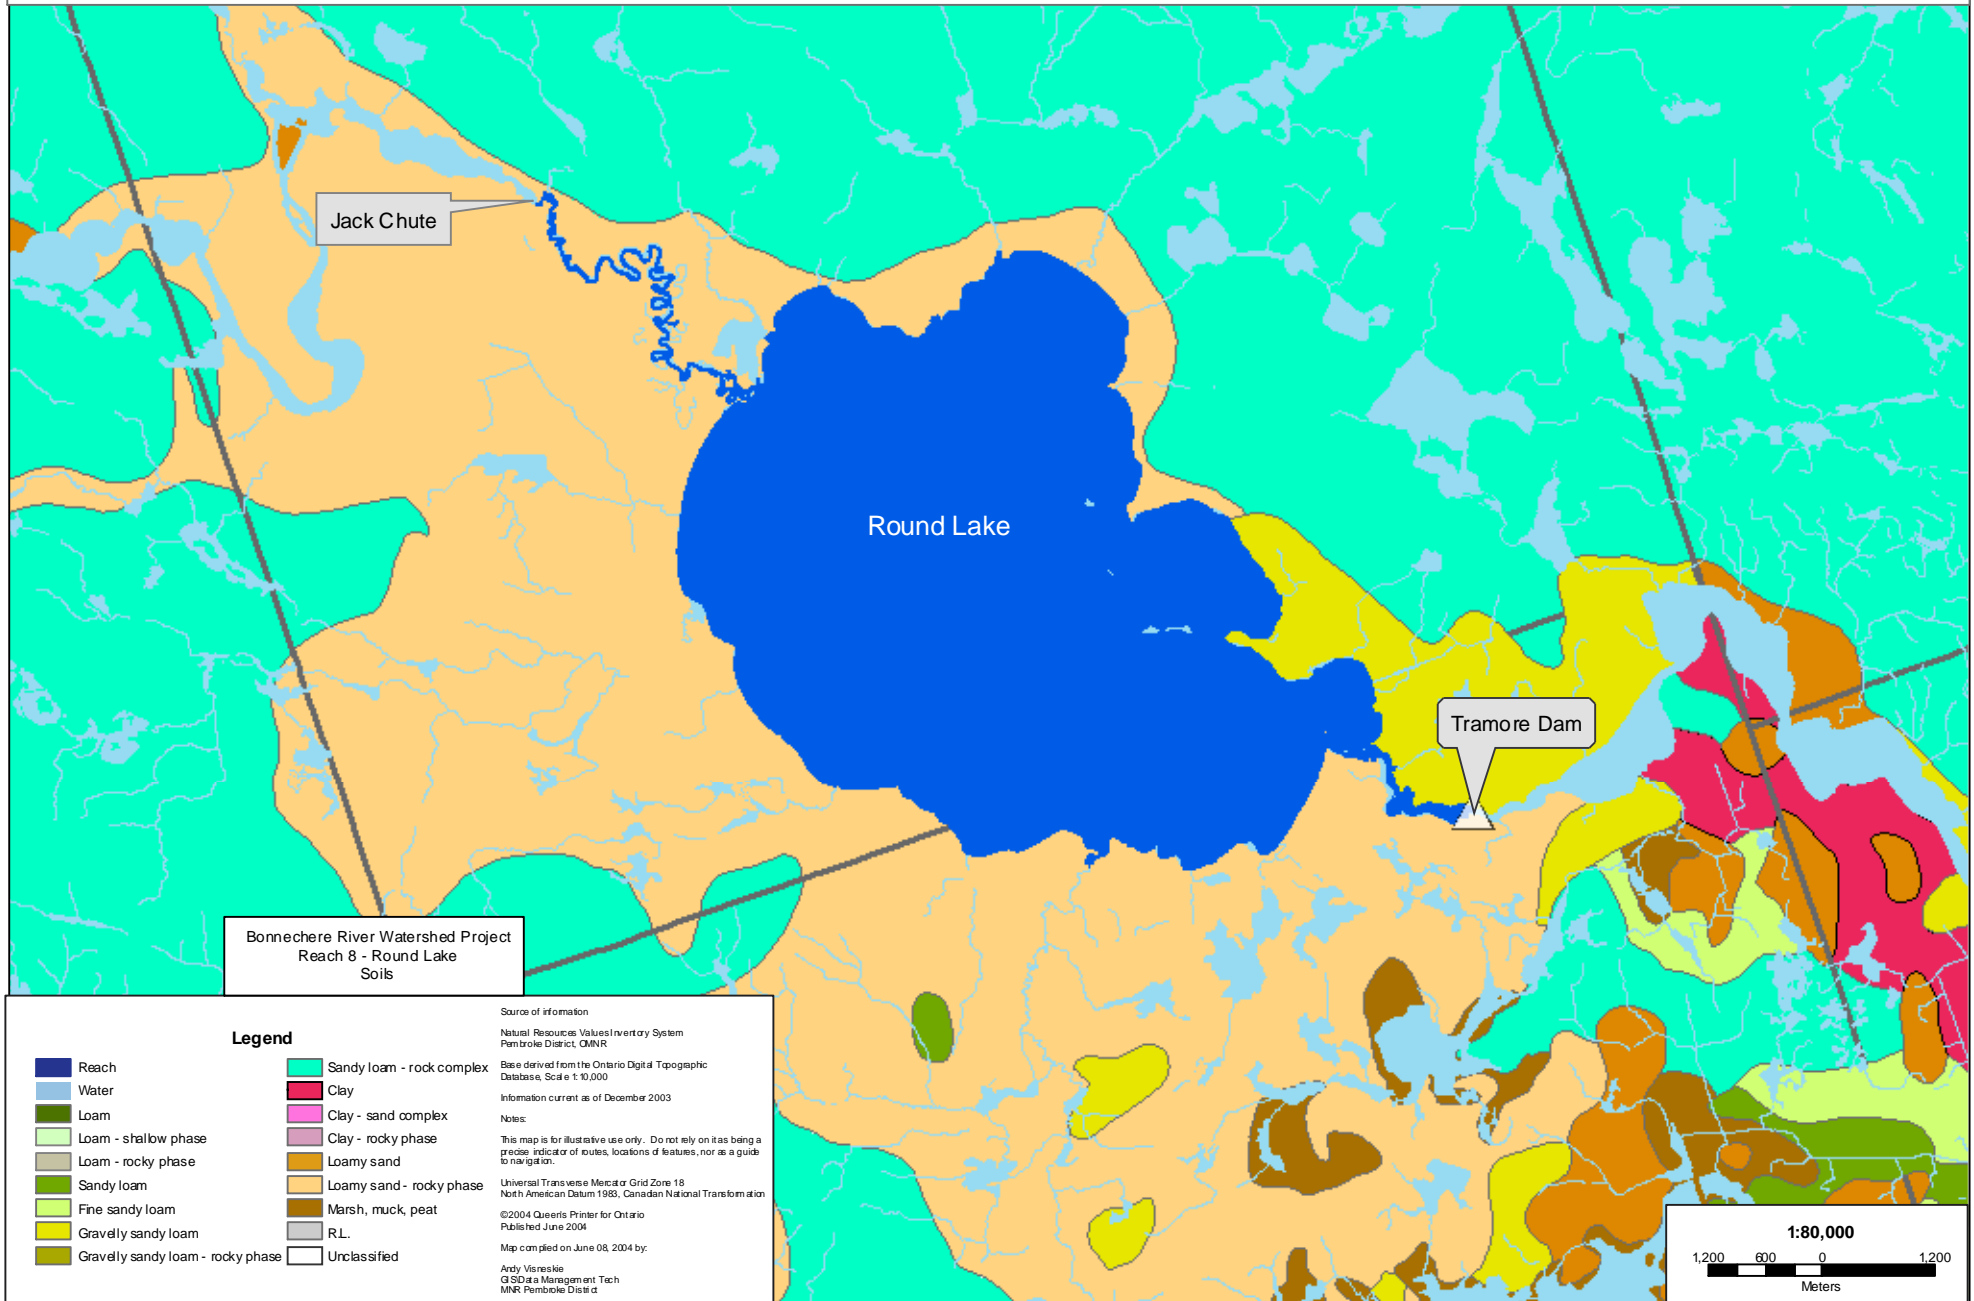 Jack Chute
Round Lake
Tramore Dam
Bonnechere River Watershed Project
Reach 8 - Round Lake
Soils
Legend
Reach
Water
Loam
Loam - shallow phase
Loam - rocky phase
Sandy loam
Fine sandy loam
Gravelly sandy loam
Gravelly sandy loam - rocky phase
Sandy loam - rock complex
Clay
Clay - sand complex
Clay - rocky phase
Loamy sand
Loamy sand - rocky phase
Marsh, muck, peat
R.L.
Unclassified
Source of information
Natural Resources Values Inventory System
Pembroke District, OMNR
Base derived from the Ontario Digital Topographic
Database, Scale 1:10,000
Information current as of December 2003
Notes:
This map is for illustrative use only. Do not rely on it as being a
precise indicator of routes, locations of features, nor as a guide
to navigation.
Universal Transverse Mercator Grid Zone 18
North American Datum 1983, Canadian National Transformation
©2004 Queen's Printer for Ontario
Published June 2004
Map complied on June 08, 2004 by:
Andy Visneskie
GIS\Data Management Tech
MNR Pembroke District
1:80,000
1,200 600 0 1,200
Meters